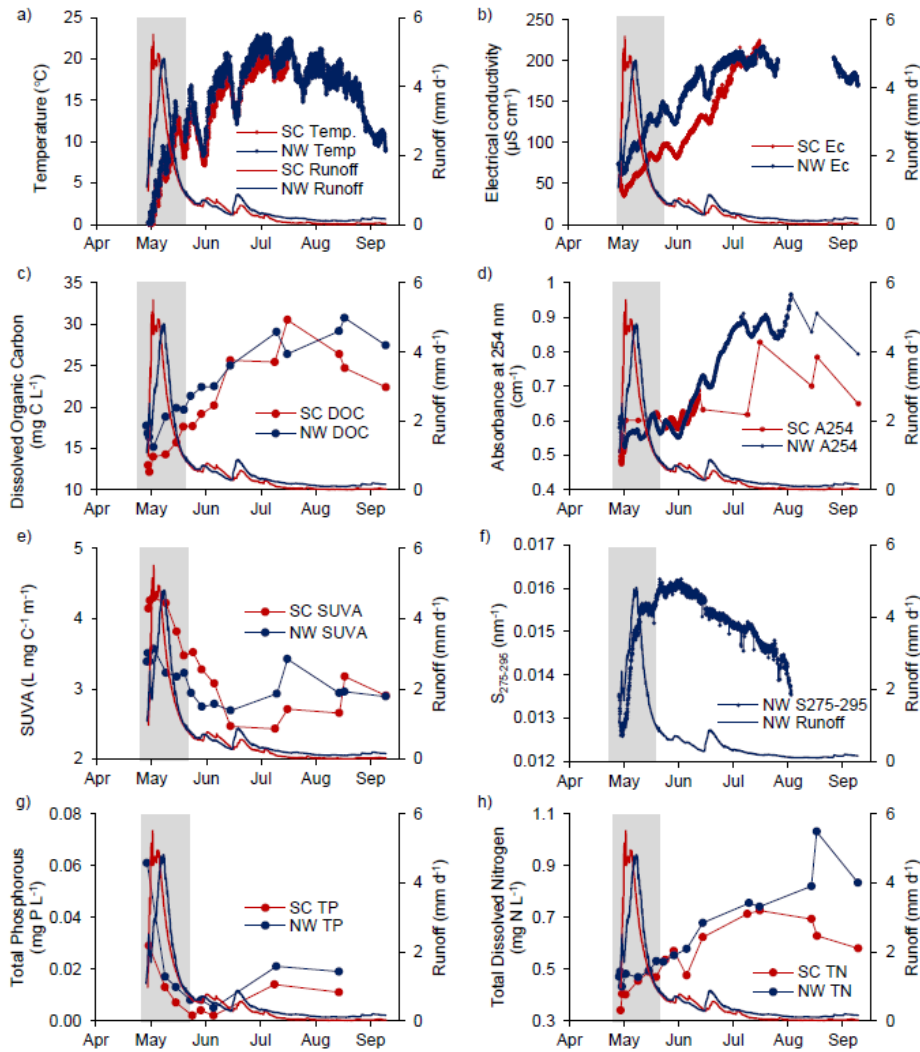 a)
Temperature (°C)
25
20
15
10
5
0
SC Temp.
NW Temp
SC Runoff
NW Runoff
6
4
2
0
Runoff (mm d-1)
Apr May Jun Jul Aug Sep
b)
Electrical conductivity
(µS cm-1)
250
200
150
100
50
0
SC Ec
NW Ec
6
4
2
0
Runoff (mm d-1)
Apr May Jun Jul Aug Sep
c)
Dissolved Organic Carbon
(mg C L-1)
35
30
25
20
15
10
SC DOC
NW DOC
6
4
2
0
Runoff (mm d-1)
Apr May Jun Jul Aug Sep
d)
Absorbance at 254 nm
(cm-1)
1
0.9
0.8
0.7
0.6
0.5
0.4
SC A254
NW A254
6
4
2
0
Runoff (mm d-1)
Apr May Jun Jul Aug Sep
e)
SUVA (L mg C-1 m-1)
5
4
3
2
SC SUVA
NW SUVA
6
4
2
0
Runoff (mm d-1)
Apr May Jun Jul Aug Sep
f)
S275-295 (nm-1)
0.017
0.016
0.015
0.014
0.013
0.012
NW S275-295
NW Runoff
6
4
2
0
Runoff (mm d-1)
Apr May Jun Jul Aug Sep
g)
Total Phosphorous
(mg P L-1)
0.08
0.06
0.04
0.02
0.00
SC TP
NW TP
6
4
2
0
Runoff (mm d-1)
Apr May Jun Jul Aug Sep
h)
Total Dissolved Nitrogen
(mg N L-1)
1.1
0.9
0.7
0.5
0.3
SC TN
NW TN
6
4
2
0
Runoff (mm d-1)
Apr May Jun Jul Aug Sep